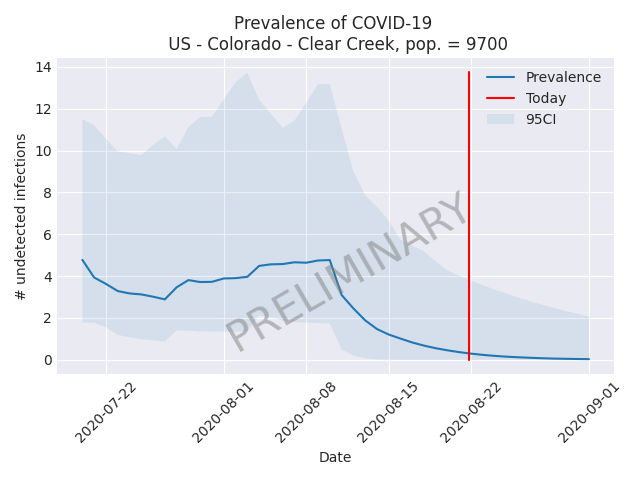 Prevalence of COVID-19
US - Colorado - Clear Creek, pop. = 9700
14
12
10
8
6
4
2
0
# undetected infections
Prevalence
Today
95CI
PRELIMINARY
2020-07-22
2020-08-01
2020-08-08
2020-08-15
2020-08-22
2020-09-01
Date